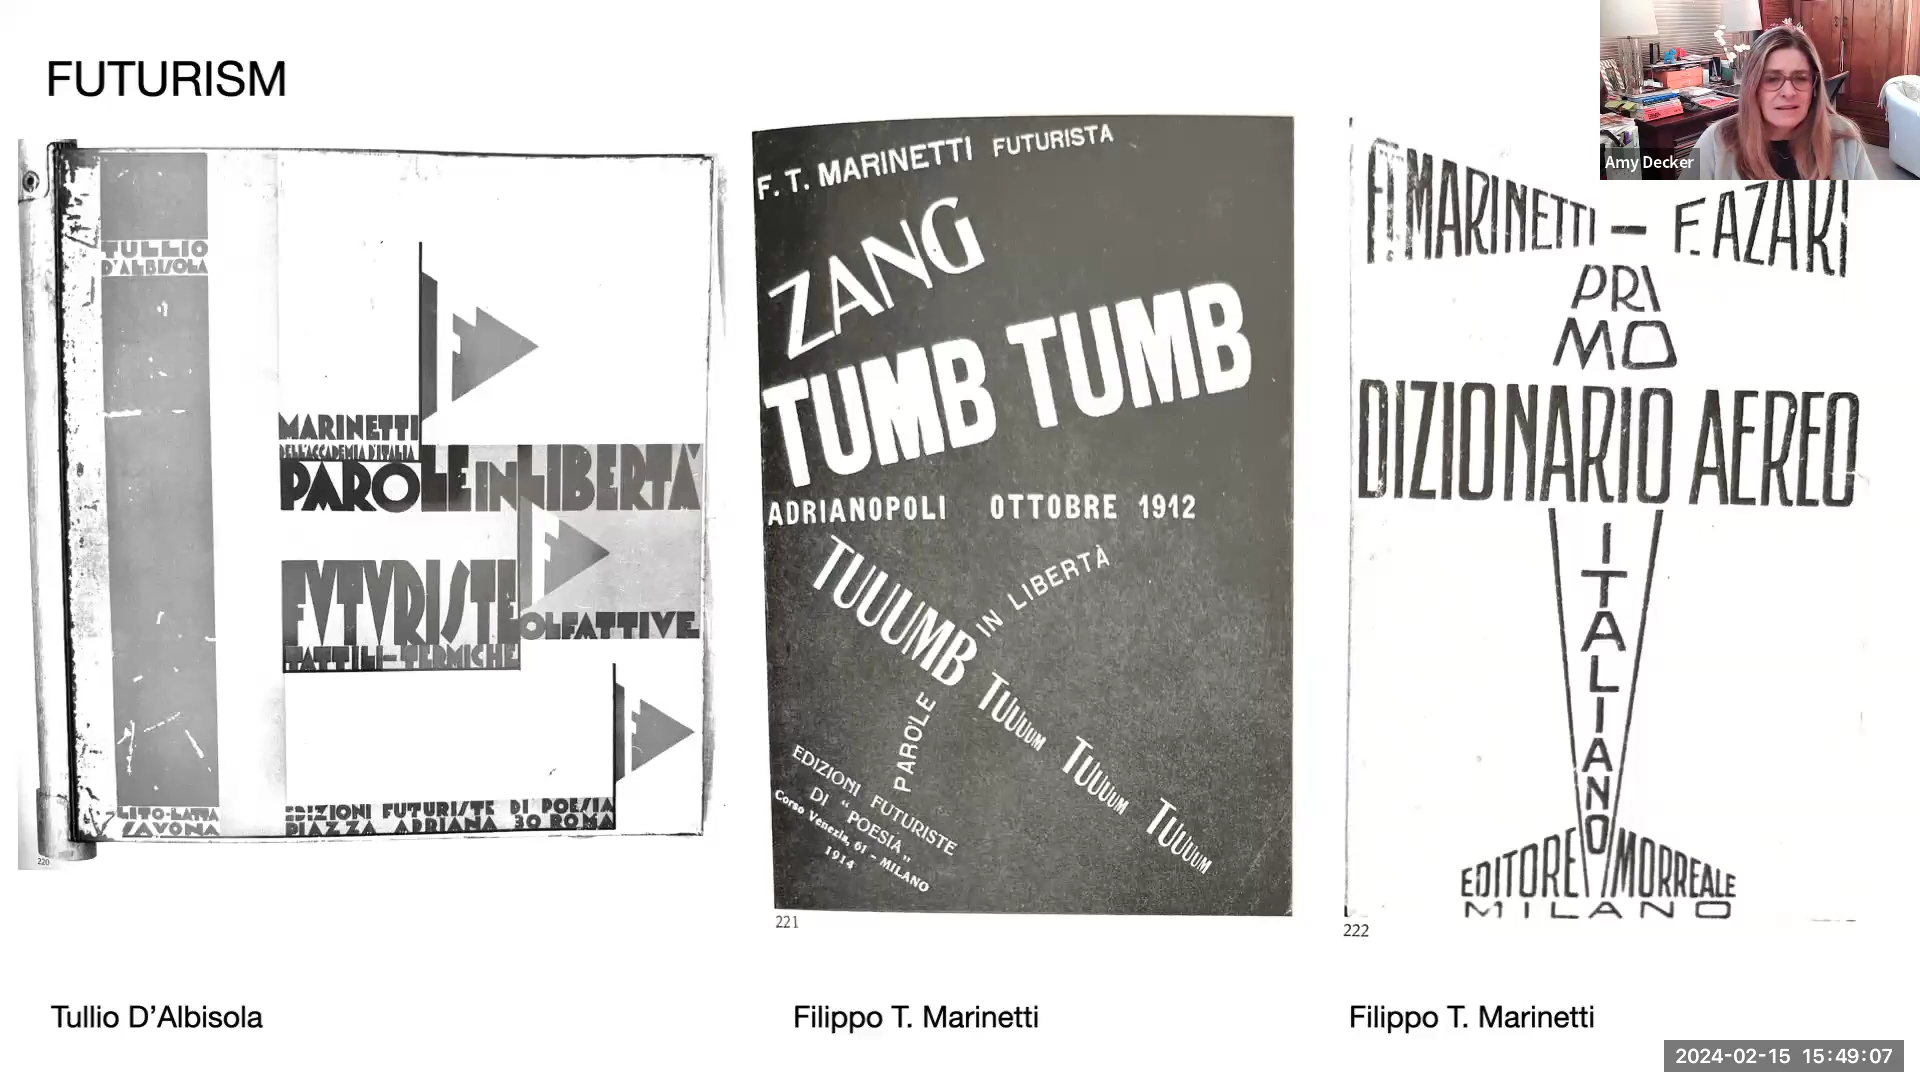 FUTURISM
Amy Decker
TULLIO
D'ALBISOLA
MARINETTI
DELL'ACCADEMIA D'ITALIA
PAROLE IN LIBERTÀ
FVTVRISTE
OLFATTIVE
TATTILI-TERMICHE
EDIZIONI FUTURISTE DI POESIA
PIAZZA ADRIANA 30 ROMA
LITO-LATTA
SAVONA
220
F. T. MARINETTI FUTURISTA
ZANG
TUMB TUMB
ADRIANOPOLI OTTOBRE 1912
TUUUMB
IN LIBERTÀ
PAROLE
TUUUUM
TUUUUM
TUUUUM
EDIZIONI FUTURISTE
DI "POESIA"
Corso Venezia, 61 - MILANO
1914
221
F.T. MARINETTI - F. AZARI
PRI
MO
DIZIONARIO AEREO
ITALIANO
EDITORE MORREALE
MILANO
222
Tullio D'Albisola
Filippo T. Marinetti
Filippo T. Marinetti
2024-02-15 15:49:07